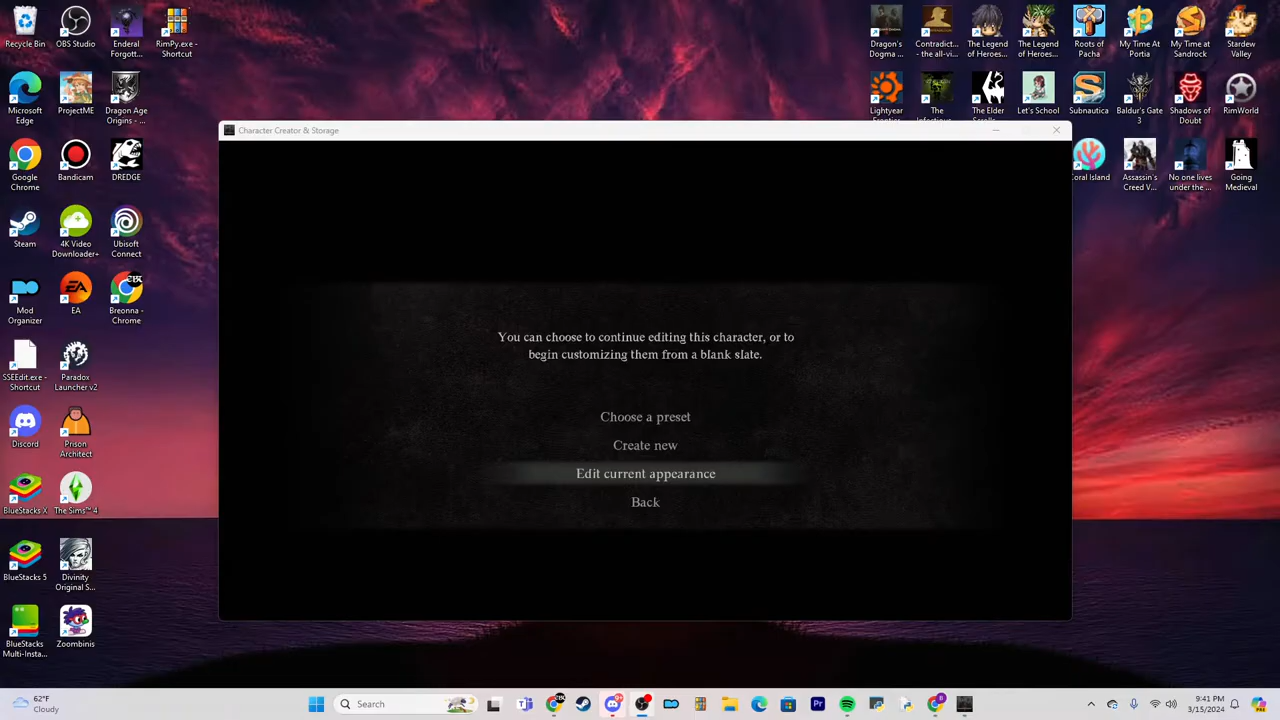 Recycle Bin
OBS Studio
Enderal
Forgott...
RimPy.exe -
Shortcut
Dragon's
Dogma ...
Contradict...
- the all-vi...
The Legend
of Heroes...
The Legend
of Heroes...
Roots of
Pacha
My Time At
Portia
My Time at
Sandrock
Stardew
Valley
Microsoft
Edge
ProjectME
Dragon Age
Origins - ...
Lightyear
Frontier
The
Infectious...
The Elder
Scrolls...
Let's School
Subnautica
Baldur's Gate
3
Shadows of
Doubt
RimWorld
Character Creator & Storage
Google
Chrome
Bandicam
DREDGE
Coral Island
Assassin's
Creed V...
No one lives
under the ...
Going
Medieval
Steam
4K Video
Downloader+
Ubisoft
Connect
Mod
Organizer
EA
CBC
Breonna -
Chrome
You can choose to continue editing this character, or to
begin customizing them from a blank slate.
Choose a preset
Create new
Edit current appearance
Back
SSEEdit.exe -
Shortcut
Paradox
Launcher v2
Discord
Prison
Architect
BlueStacks X
The Sims™ 4
BlueStacks 5
Divinity
Original S...
BlueStacks
Multi-Insta...
Zoombinis
62°F
Cloudy
Search
9:41 PM
3/15/2024